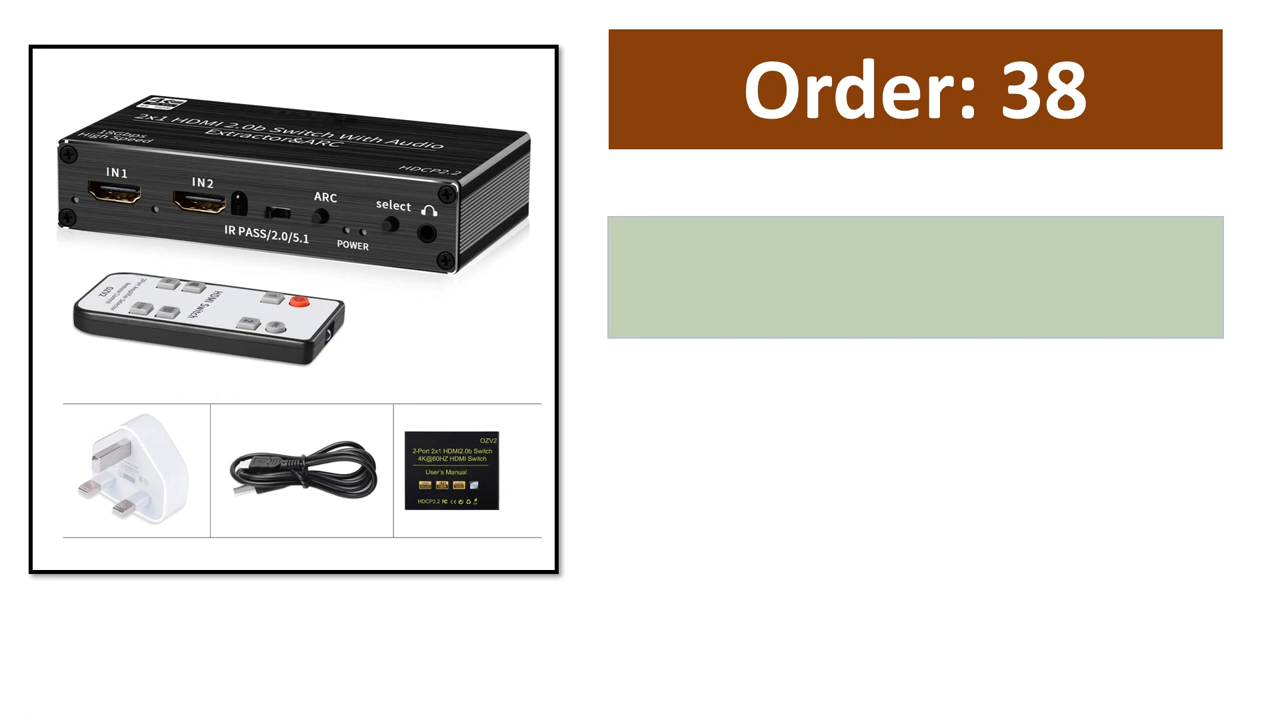 Order: 38
2x1 HDMI 2.0b Switch With Audio
Extractor&ARC
18Gbps
High Speed
HDCP2.2
IN1
IN2
ARC
select
IR PASS/2.0/5.1
POWER
HDMI Switch
OZV2
OZV2
2-Port 2x1 HDMI2.0b Switch
4K@60HZ HDMI Switch
User's Manual
HDCP2.2